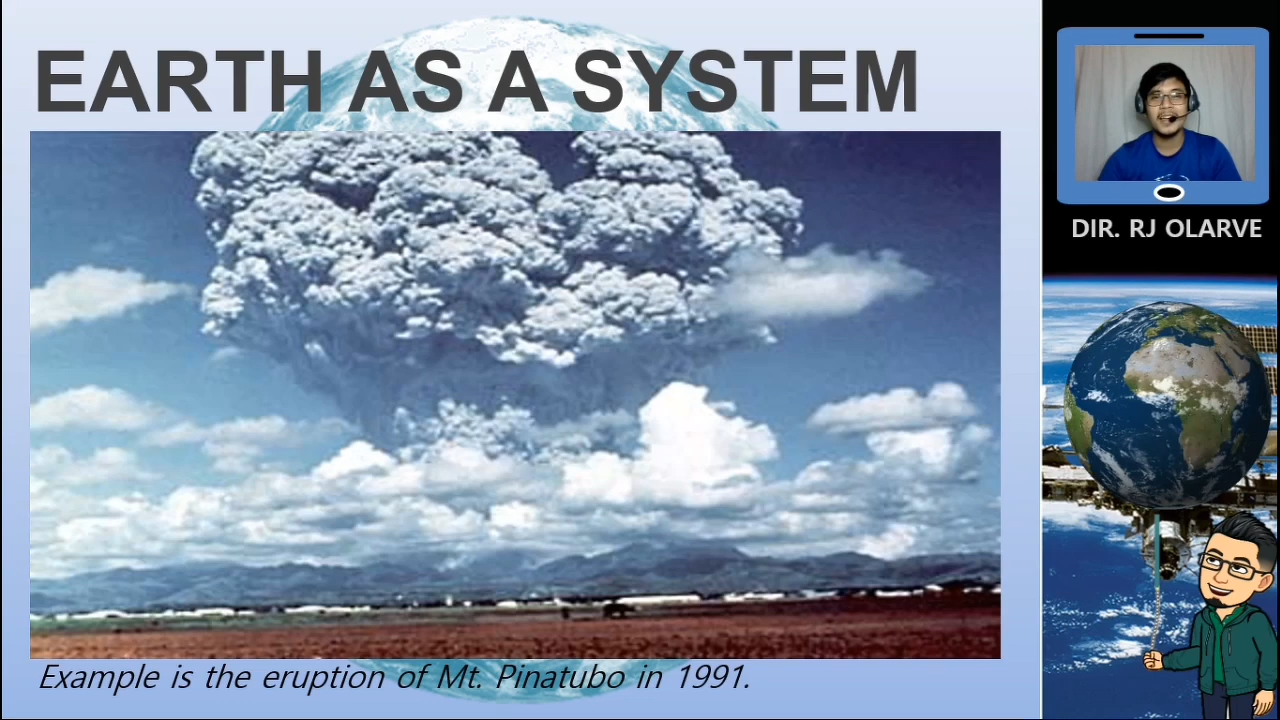 EARTH AS A SYSTEM
Example is the eruption of Mt. Pinatubo in 1991.
DIR. RJ OLARVE